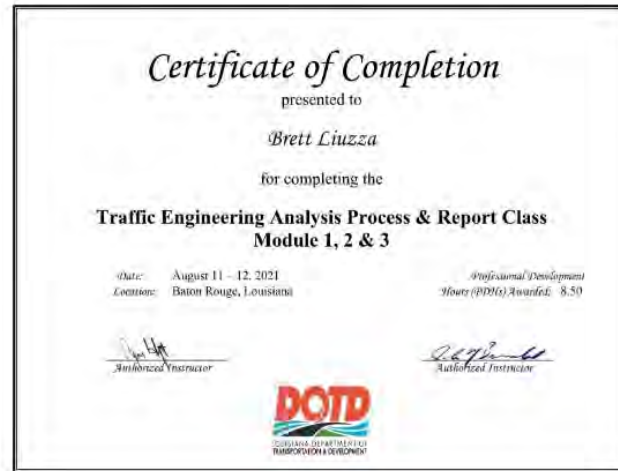 Certificate of Completion
presented to
Brett Liuzza
for completing the
Traffic Engineering Analysis Process & Report Class
Module 1, 2 & 3
Date: August 11 – 12, 2021
Location: Baton Rouge, Louisiana
Professional Development
Hours (PDHs) Awarded: 8.50
Authorized Instructor
Authorized Instructor
DOTD
LOUISIANA DEPARTMENT OF
TRANSPORTATION & DEVELOPMENT